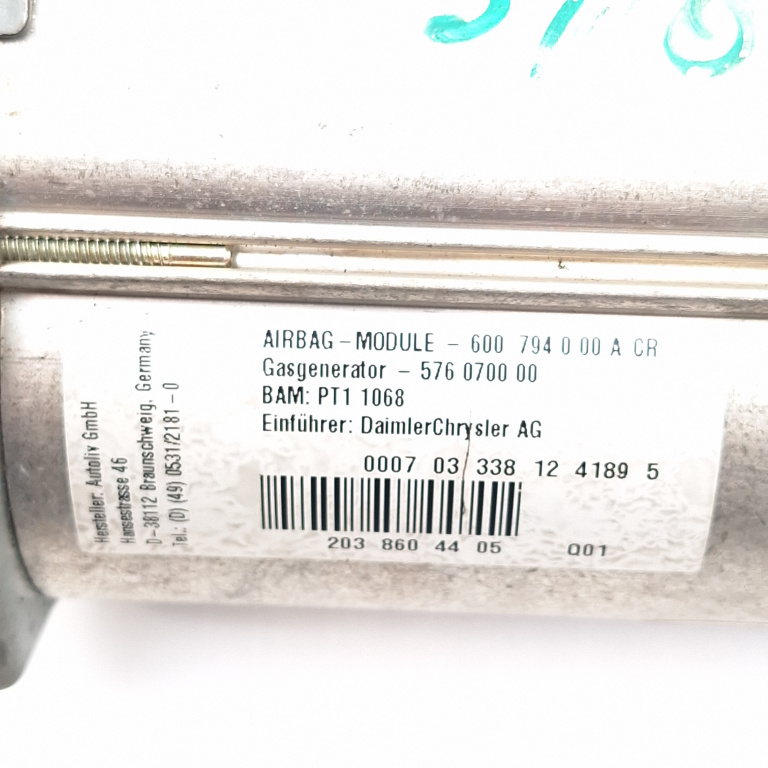 AIRBAG - MODULE - 600 794 0 00 A CR
Gasgenerator - 576 0700 00
BAM: PT1 1068
Einführer: DaimlerChrysler AG
0007 03 338 12 4189 5
203 860 44 05 Q01
Hersteller: Autoliv GmbH
Hansestrasse 46
D-38112 Braunschweig, Germany
Tel.: (D) (49) 0531/2181-0